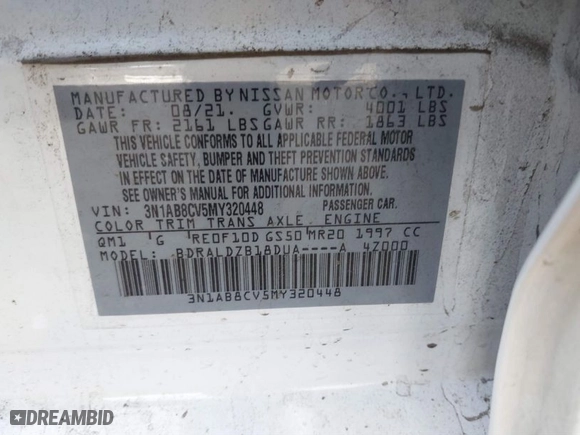 MANUFACTURED BY NISSAN MOTOR CO., LTD.
DATE: 08/21. GVWR: 4001 LBS
GAWR FR: 2161 LBS GAWR RR: 1863 LBS
THIS VEHICLE CONFORMS TO ALL APPLICABLE FEDERAL MOTOR
VEHICLE SAFETY, BUMPER AND THEFT PREVENTION STANDARDS
IN EFFECT ON THE DATE OF MANUFACTURE SHOWN ABOVE.
SEE OWNER'S MANUAL FOR ADDITIONAL INFORMATION
VIN: 3N1AB8CV5MY320448 PASSENGER CAR.
COLOR TRIM TRANS AXLE ENGINE
QM1 G RE0F10D GS50 MR20 1997 CC
MODEL: BDRALDZB18DUA----A 4Z000
3N1AB8CV5MY320448
DREAMBID